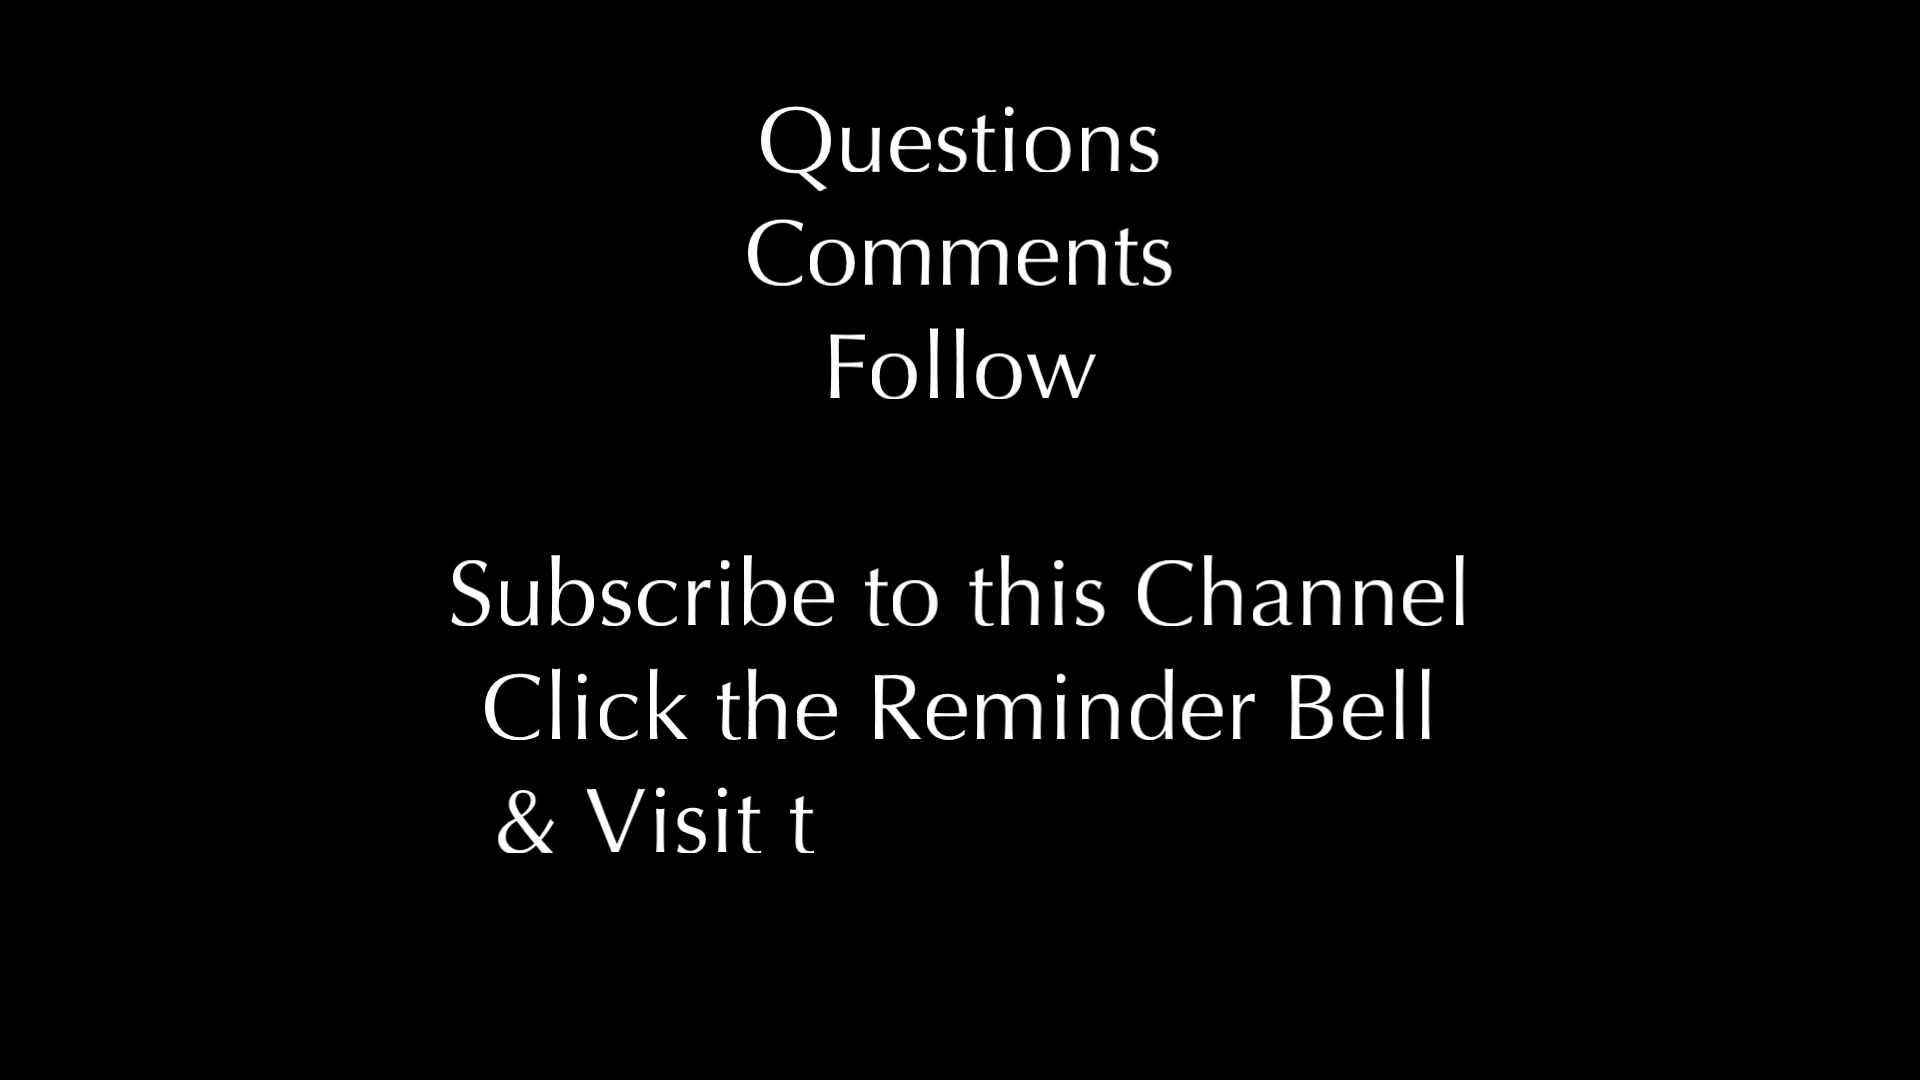 Questions
Comments
Follow
Subscribe to this Channel
Click the Reminder Bell
& Visit t